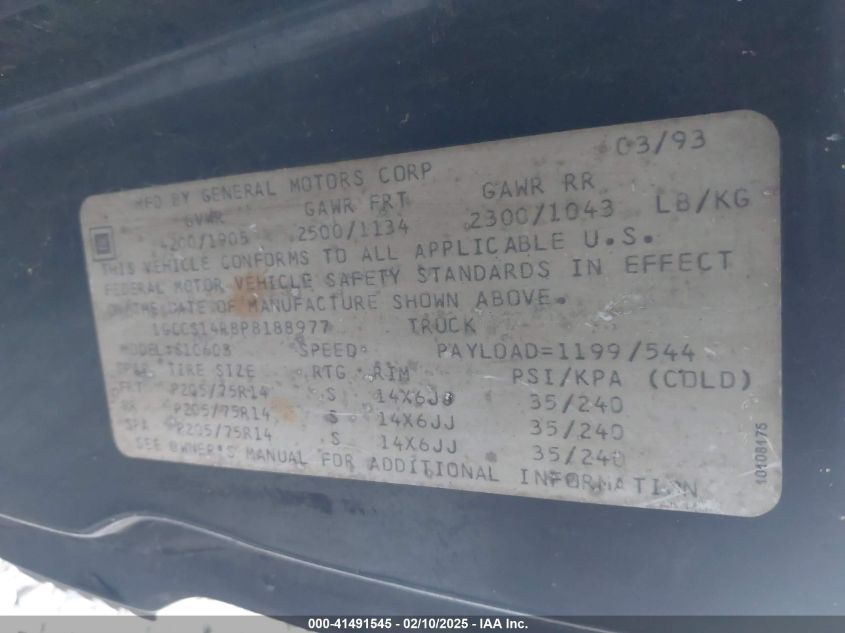 MFD BY GENERAL MOTORS CORP 03/93
GVWR GAWR FRT GAWR RR
4200/1905 2500/1134 2300/1043 LB/KG
THIS VEHICLE CONFORMS TO ALL APPLICABLE U.S.
FEDERAL MOTOR VEHICLE SAFETY STANDARDS IN EFFECT
ON THE DATE OF MANUFACTURE SHOWN ABOVE.
1GCCS14R8P8188977 TRUCK
MODEL:S10603 SPEED PAYLOAD=1199/544
TIRE SIZE RTG RIM PSI/KPA (COLD)
FRT P205/75R14 S 14X6JJ 35/240
RR P205/75R14 S 14X6JJ 35/240
SPA P205/75R14 S 14X6JJ 35/240
SEE OWNER'S MANUAL FOR ADDITIONAL INFORMATION
10108175
000-41491545 - 02/10/2025 - IAA Inc.